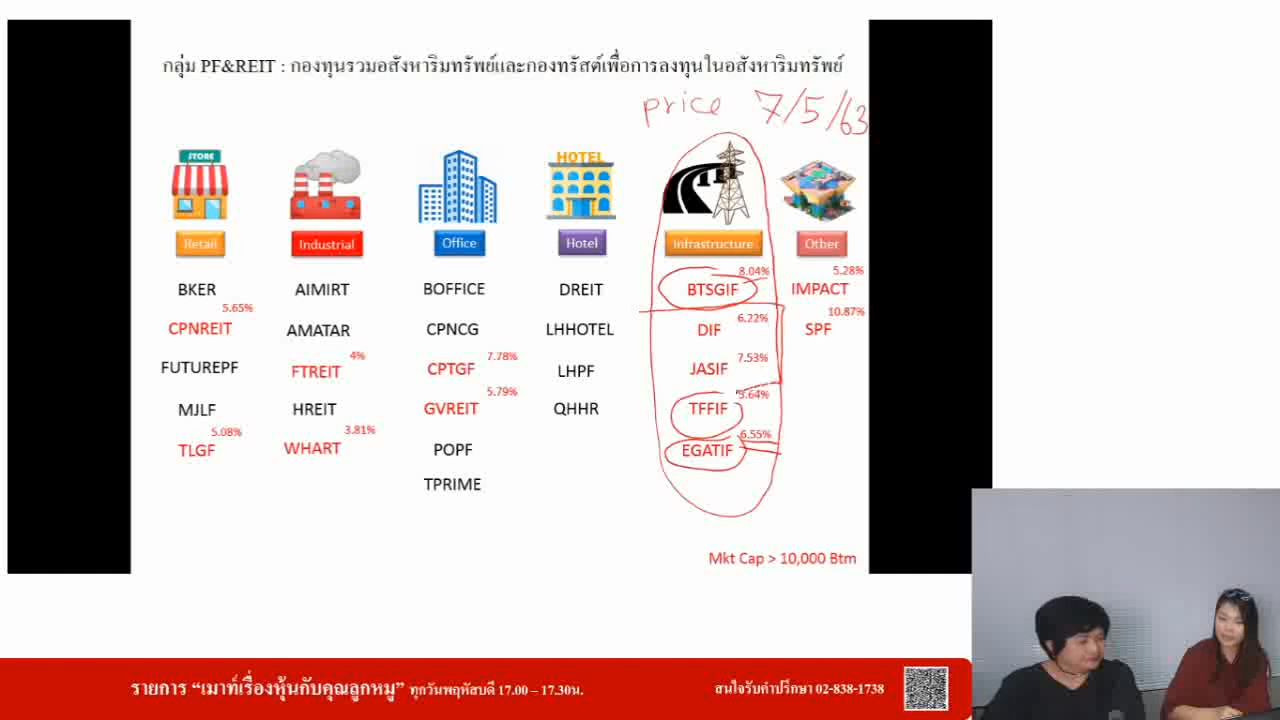 กลุ่ม PF&REIT : กองทุนรวมอสังหาริมทรัพย์และกองทรัสต์เพื่อการลงทุนในอสังหาริมทรัพย์
price 7/5/63
STORE
HOTEL
Retail
Industrial
Office
Hotel
Infrastructure
Other
BKER
5.65%
CPNREIT
FUTUREPF
MJLF
5.08%
TLGF
AIMIRT
AMATAR
4%
FTREIT
HREIT
3.81%
WHART
BOFFICE
CPNCG
7.78%
CPTGF
5.79%
GVREIT
POPF
TPRIME
DREIT
LHHOTEL
LHPF
QHHR
8.04%
BTSGIF
6.22%
DIF
7.53%
JASIF
TFFIF
6.55%
EGATIF
5.28%
IMPACT
10.87%
SPF
Mkt Cap > 10,000 Btm
รายการ “เมาท์เรื่องหุ้นกับคุณลูกหมู” ทุกวันพฤหัสบดี 17.00 – 17.30น.
สนใจรับคำปรึกษา 02-838-1738